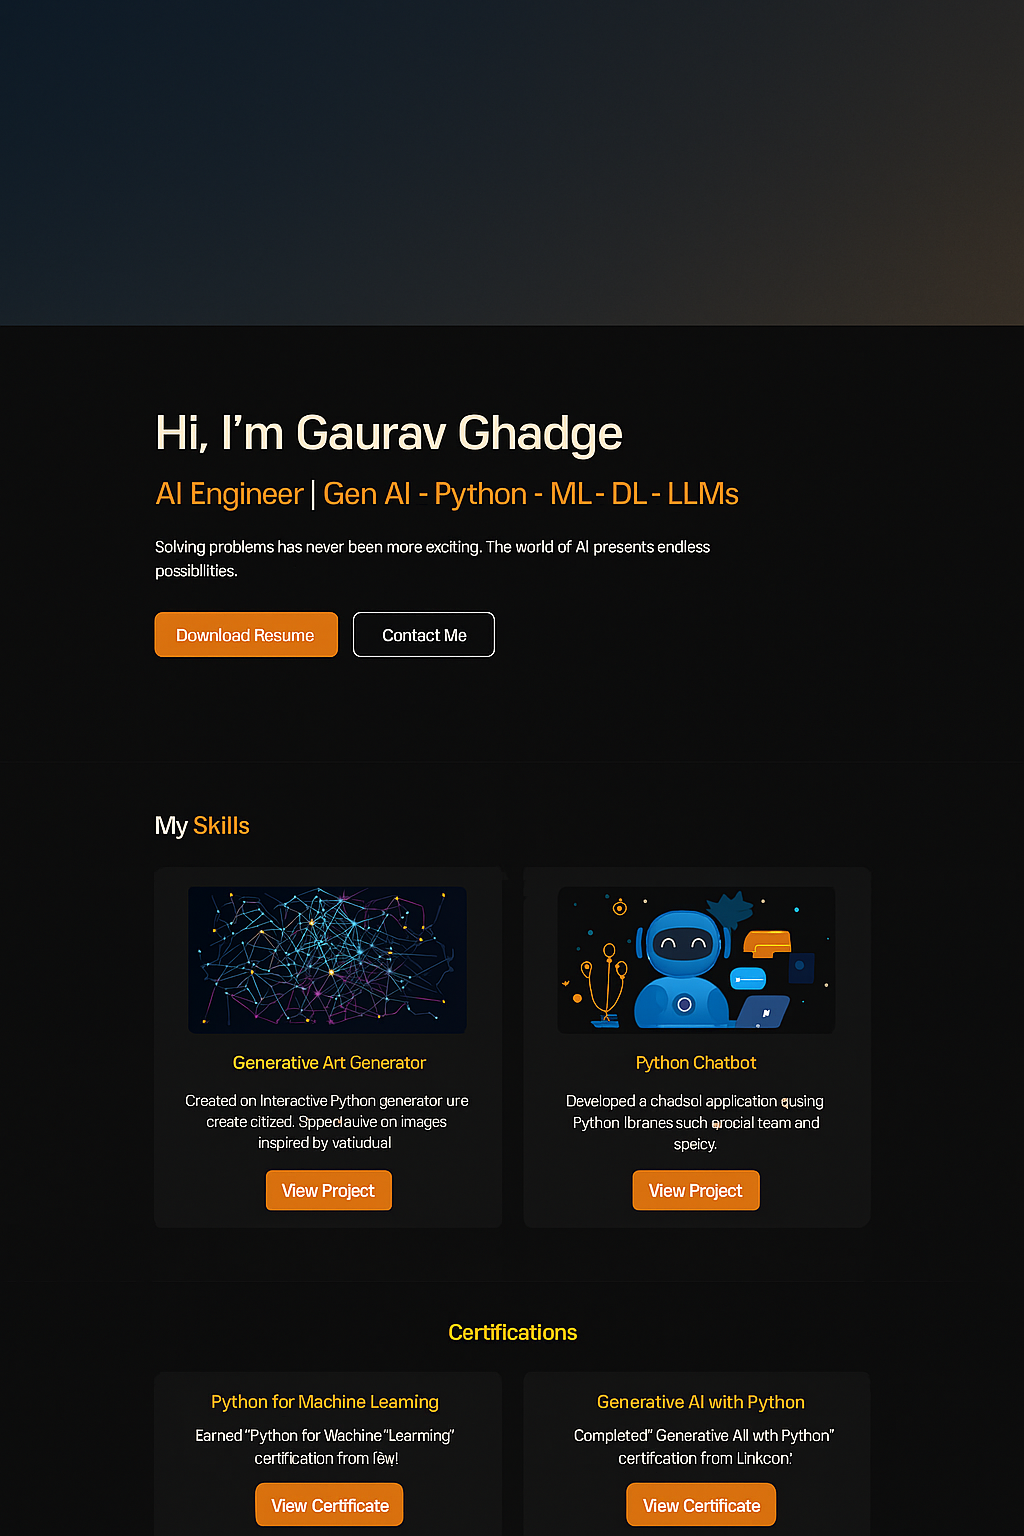 Hi, I'm Gaurav Ghadge
AI Engineer | Gen AI - Python - ML - DL - LLMs
Solving problems has never been more exciting. The world of AI presents endless
possibllities.
Download Resume
Contact Me
My Skills
Generative Art Generator
Python Chatbot
Created on Interactive Python generator ure
create citized. Sppeclauive on images
inspired by vatiudual
Developed a chadsol application qusing
Python lbranes such srocial team and
speicy.
View Project
View Project
Certifications
Python for Machine Leaming
Generative AI with Python
Earned "Python for Wachine "Learming"
certification from
Completed" Generative All wth Python"
certifcation from Linkcon.'
View Certificate
View Certificate